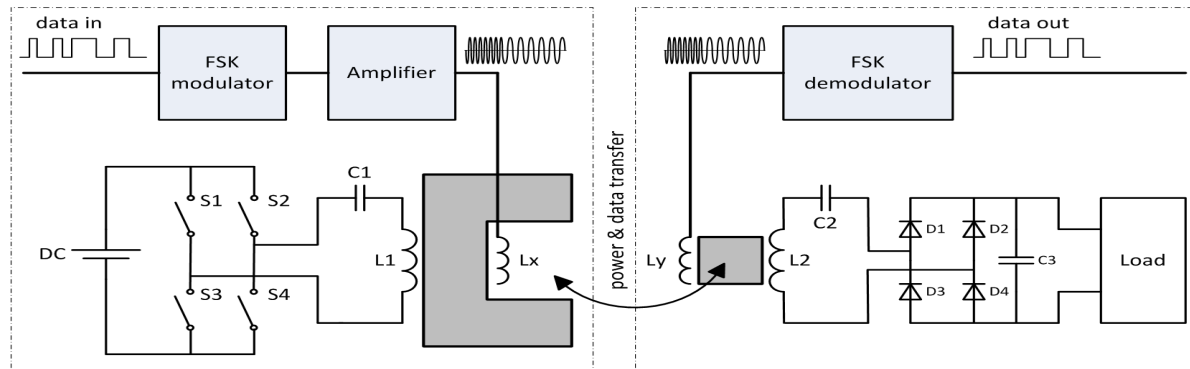 data in
FSK
modulator
Amplifier
FSK
demodulator
data out
power & data transfer
DC
S1
S2
S3
S4
C1
L1
Lx
Ly
L2
C2
D1
D2
D3
D4
C3
Load